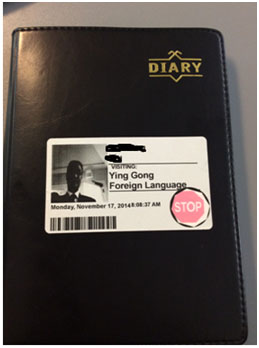 DIARY
VISITING:
Ying Gong
Foreign Language
STOP
Monday, November 17, 2014 8:08:37 AM